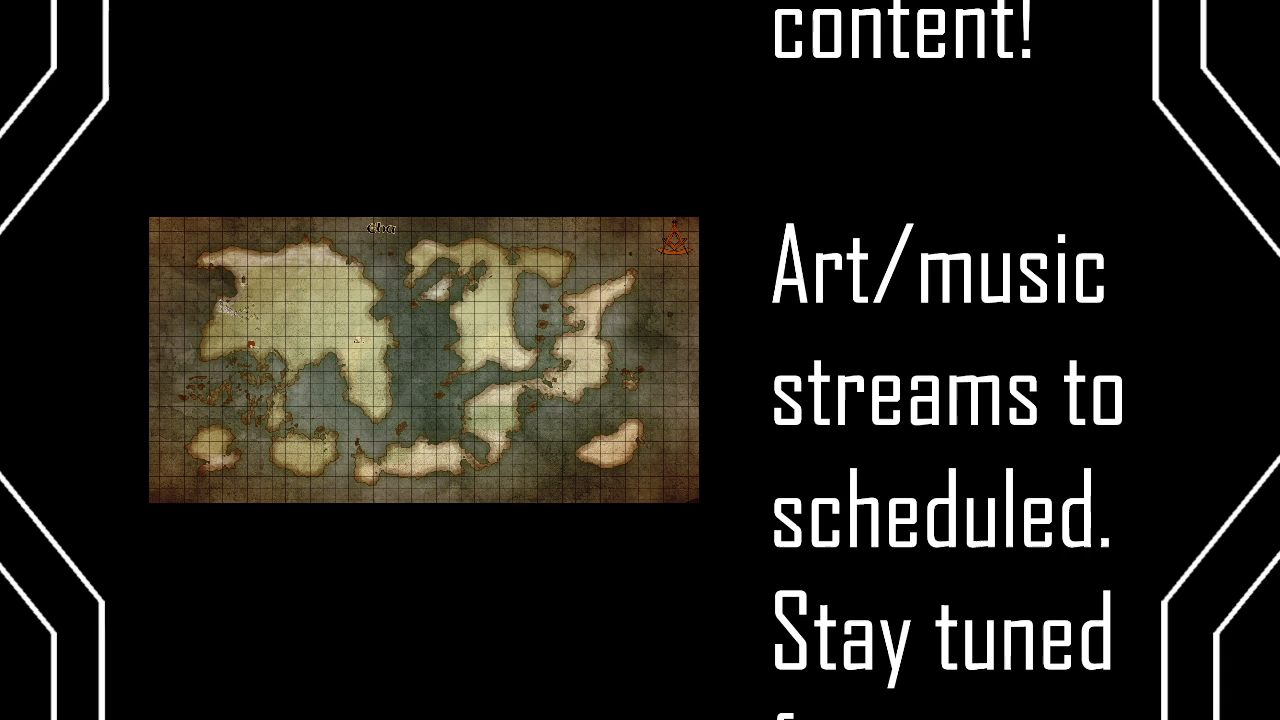 content!
Art/music
streams to
scheduled.
Stay tuned